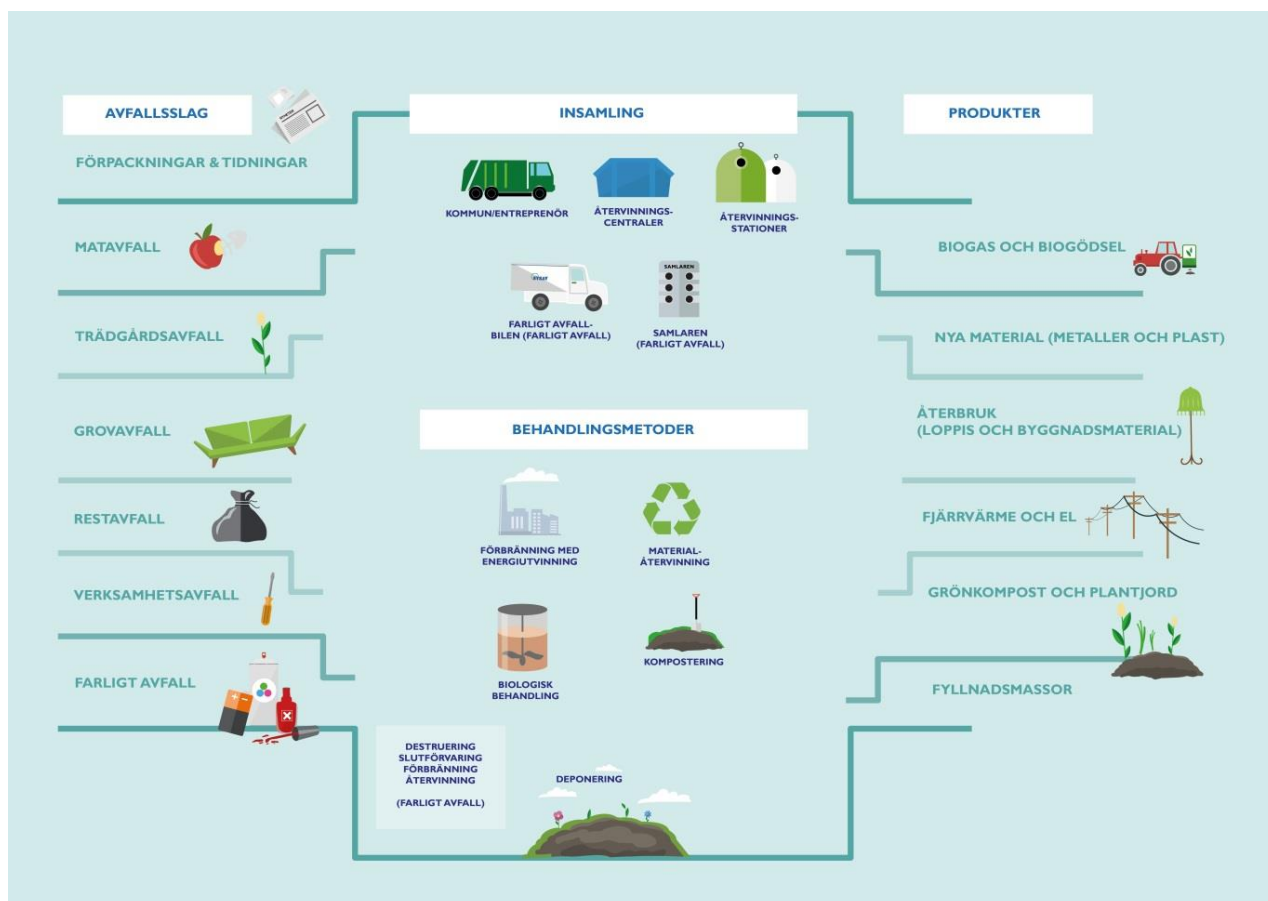 AVFALLSSLAG
FÖRPACKNINGAR & TIDNINGAR
MATAVFALL
TRÄDGÅRDSAVFALL
GROVAVFALL
RESTAVFALL
VERKSAMHETSAVFALL
FARLIGT AVFALL
INSAMLING
KOMMUN/ENTREPRENÖR
ÅTERVINNINGS-
CENTRALER
ÅTERVINNINGS-
STATIONER
FARLIGT AVFALL-
BILEN (FARLIGT AVFALL)
SAMLAREN
SAMLAREN
(FARLIGT AVFALL)
BEHANDLINGSMETODER
FÖRBRÄNNING MED
ENERGIUTVINNING
MATERIAL-
ÅTERVINNING
BIOLOGISK
BEHANDLING
KOMPOSTERING
DESTRUERING
SLUTFÖRVARING
FÖRBRÄNNING
ÅTERVINNING
(FARLIGT AVFALL)
DEPONERING
PRODUKTER
BIOGAS OCH BIOGÖDSEL
NYA MATERIAL (METALLER OCH PLAST)
ÅTERBRUK
(LOPPIS OCH BYGGNADSMATERIAL)
FJÄRRVÄRME OCH EL
GRÖNKOMPOST OCH PLANTJORD
FYLLNADSMASSOR